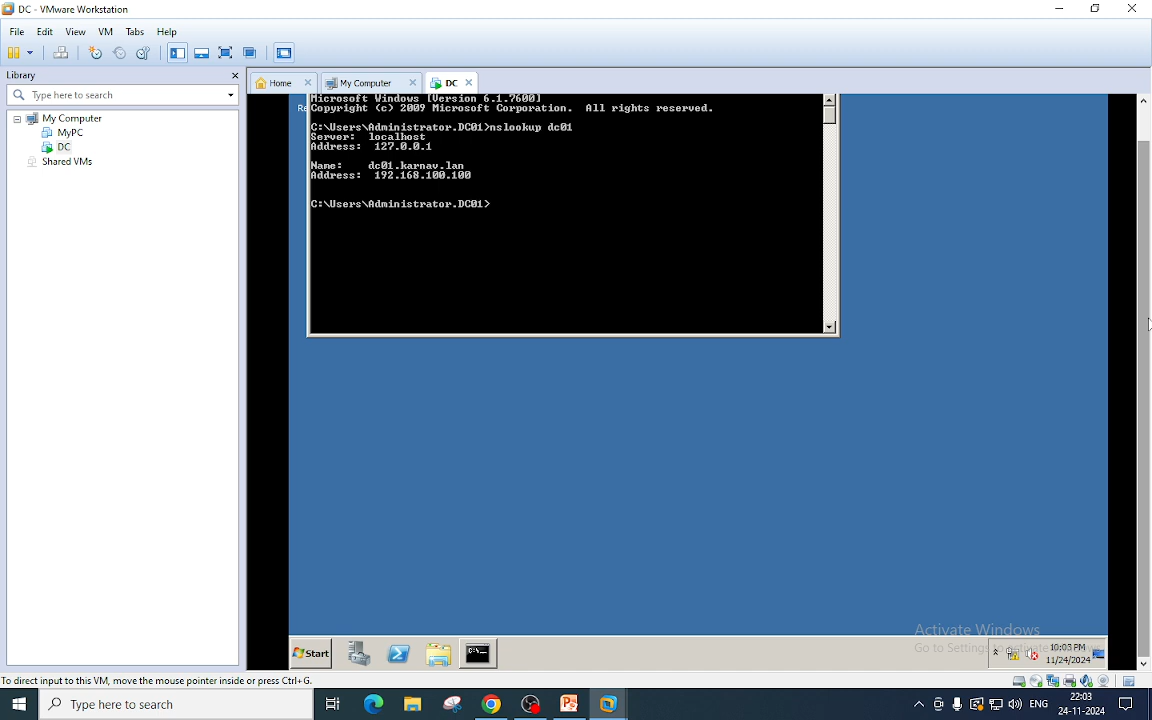 DC - VMware Workstation
File Edit View VM Tabs Help
Library
Type here to search
My Computer
MyPC
DC
Shared VMs
Home My Computer DC
Microsoft Windows [Version 6.1.7600]
Copyright (c) 2009 Microsoft Corporation.  All rights reserved.
C:\Users\Administrator.DC01>nslookup dc01
Server:  localhost
Address:  127.0.0.1
Name:    dc01.karnav.lan
Address:  192.168.100.100
C:\Users\Administrator.DC01>
Re
Activate Windows
Go to Settings
Start
10:03 PM
11/24/2024
To direct input to this VM, move the mouse pointer inside or press Ctrl+G.
Type here to search
ENG
22:03
24-11-2024